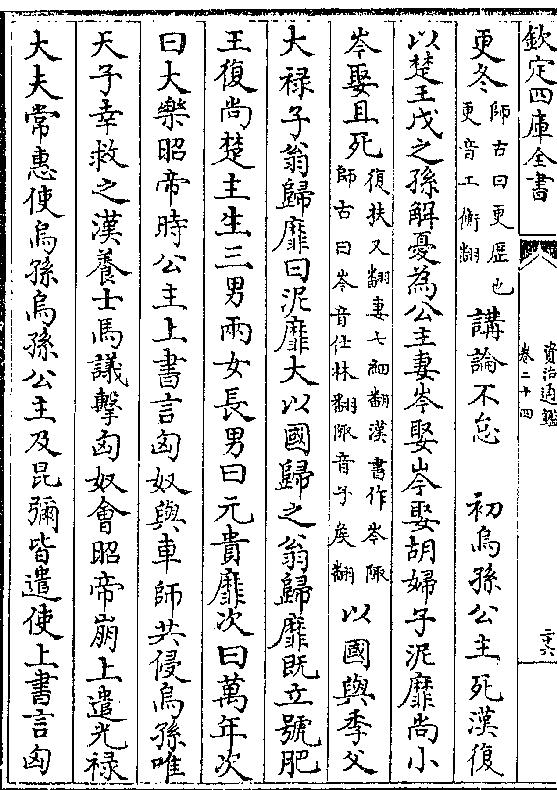 欽定四庫全書
資治通鑑
卷二十四
二十六
更冬師古曰更歴也更音工衡翻講論不怠 初烏孫公主死漢復
以楚王戊之孫解憂為公主妻岑娶岑娶胡婦子泥靡尚小
岑娶且死復扶又翻妻七細翻漢書作岑陬師古曰岑音仕林翻陬音子矦翻以國與季父
大禄子翁歸靡曰泥靡大以國歸之翁歸靡既立號肥
王復尚楚主生三男兩女長男曰元貴靡次曰萬年次
曰大樂昭帝時公主上書言匈奴與車師共侵烏孫唯
天子幸救之漢養士馬議擊匈奴會昭帝崩上遣光禄
大夫常惠使烏孫烏孫公主及昆彌皆遣使上書言匈